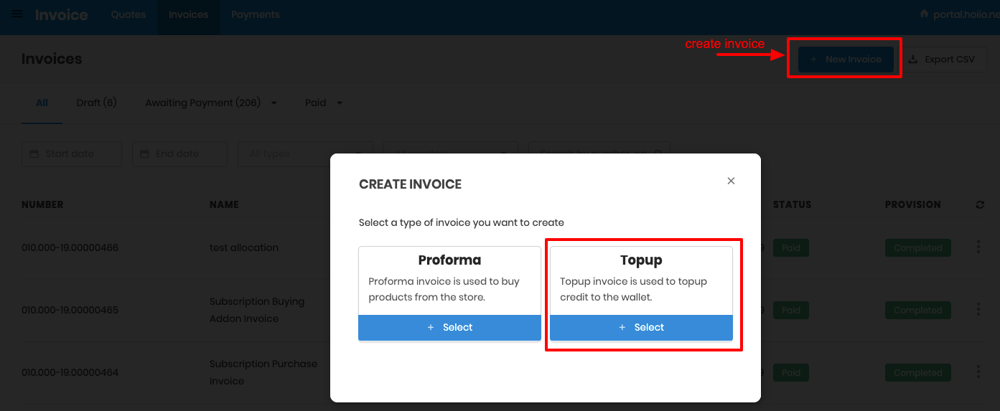 Invoice Quotes Invoices Payments portal.hoiio.ne
create invoice
Invoices + New Invoice Export CSV
All Draft (6) Awaiting Payment (206) Paid
Start date End date All types
CREATE INVOICE
NUMBER NAME STATUS PROVISION
Select a type of invoice you want to create
010.000-19.00000466 test allocation 9 Paid Completed
Proforma Topup
Proforma invoice is used to buy
products from the store.
Topup invoice is used to topup
credit to the wallet.
010.000-19.00000465 Subscription Buying
Addon Invoice 9 Paid Completed
+ Select + Select
010.000-19.00000464 Subscription Purchase
Invoice 9 Paid Completed